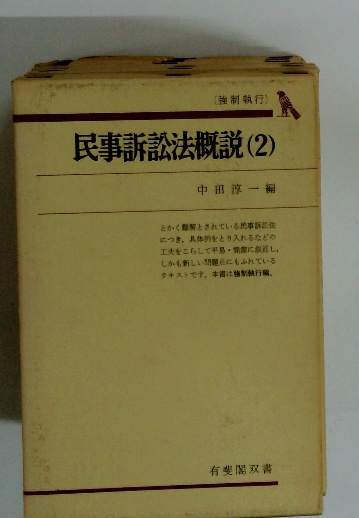 〔強制執行〕
民事訴訟法概説(2)
中田淳一編
とかく難解とされている民事訴訟法
につき、具体例をとり入れるなどの
工夫をこらして平易・簡潔に叙述し、
しかも新しい問題点にもふれている
テキストです。本書は強制執行編。
有斐閣双書